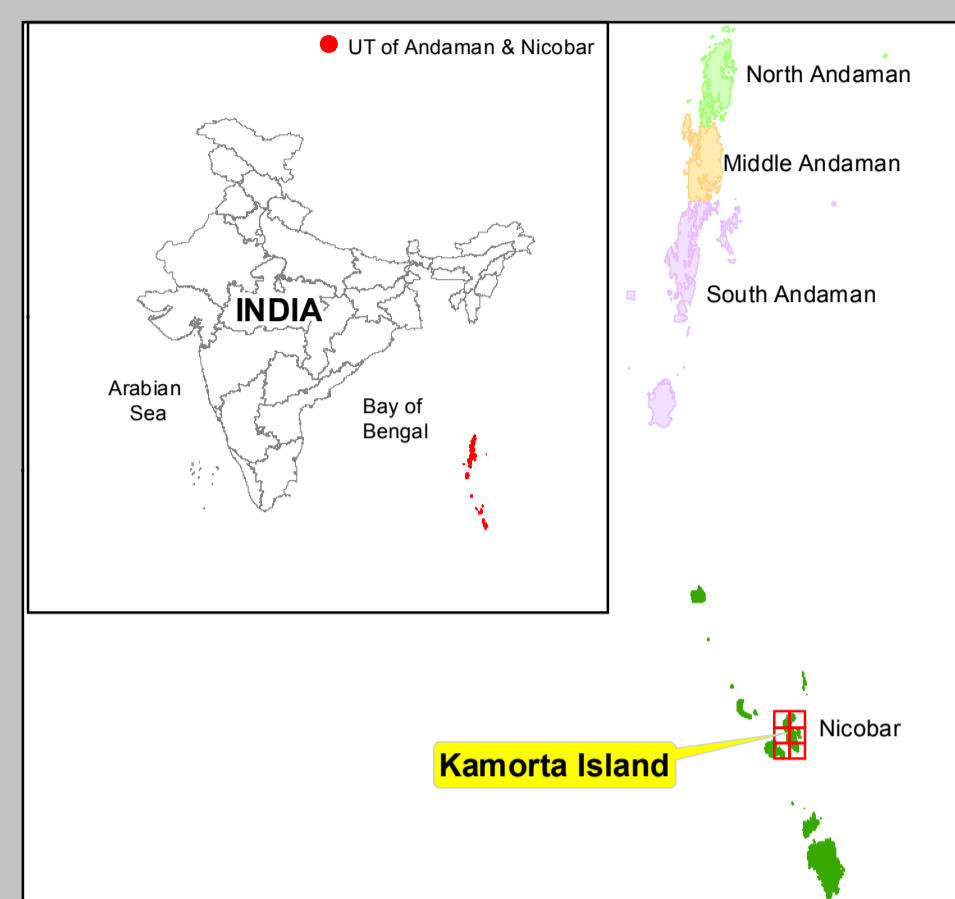 UT of Andaman & Nicobar
North Andaman
Middle Andaman
South Andaman
INDIA
Arabian
Sea
Bay of
Bengal
Nicobar
Kamorta Island